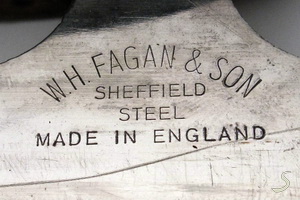 W.H. FAGAN & SON
SHEFFIELD
STEEL
MADE IN ENGLAND